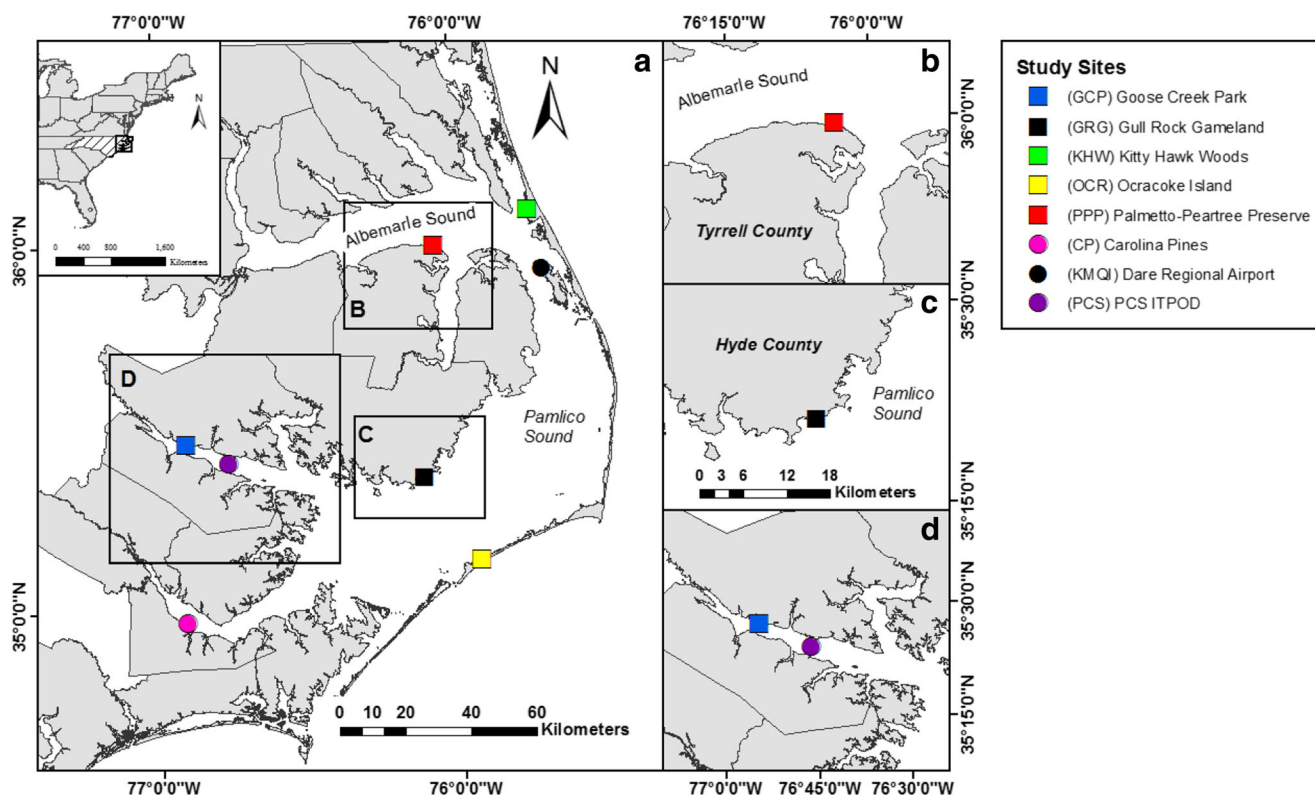 77°0'0"W
76°0'0"W
76°15'0"W
76°0'0"W
a
N
N
0 400 800 1,600
Kilometers
36°0'0"N
35°0'0"N
Albemarle Sound
B
D
C
Pamlico
Sound
0 10 20 40 60
Kilometers
77°0'0"W
76°0'0"W
b
Albemarle Sound
Tyrrell County
36°0'0"N
c
Hyde County
Pamlico
Sound
0 3 6 12 18
Kilometers
35°30'0"N
35°15'0"N
d
35°30'0"N
35°15'0"N
77°0'0"W
76°45'0"W
76°30'0"W
Study Sites
(GCP) Goose Creek Park
(GRG) Gull Rock Gameland
(KHW) Kitty Hawk Woods
(OCR) Ocracoke Island
(PPP) Palmetto-Peartree Preserve
(CP) Carolina Pines
(KMQI) Dare Regional Airport
(PCS) PCS ITPOD